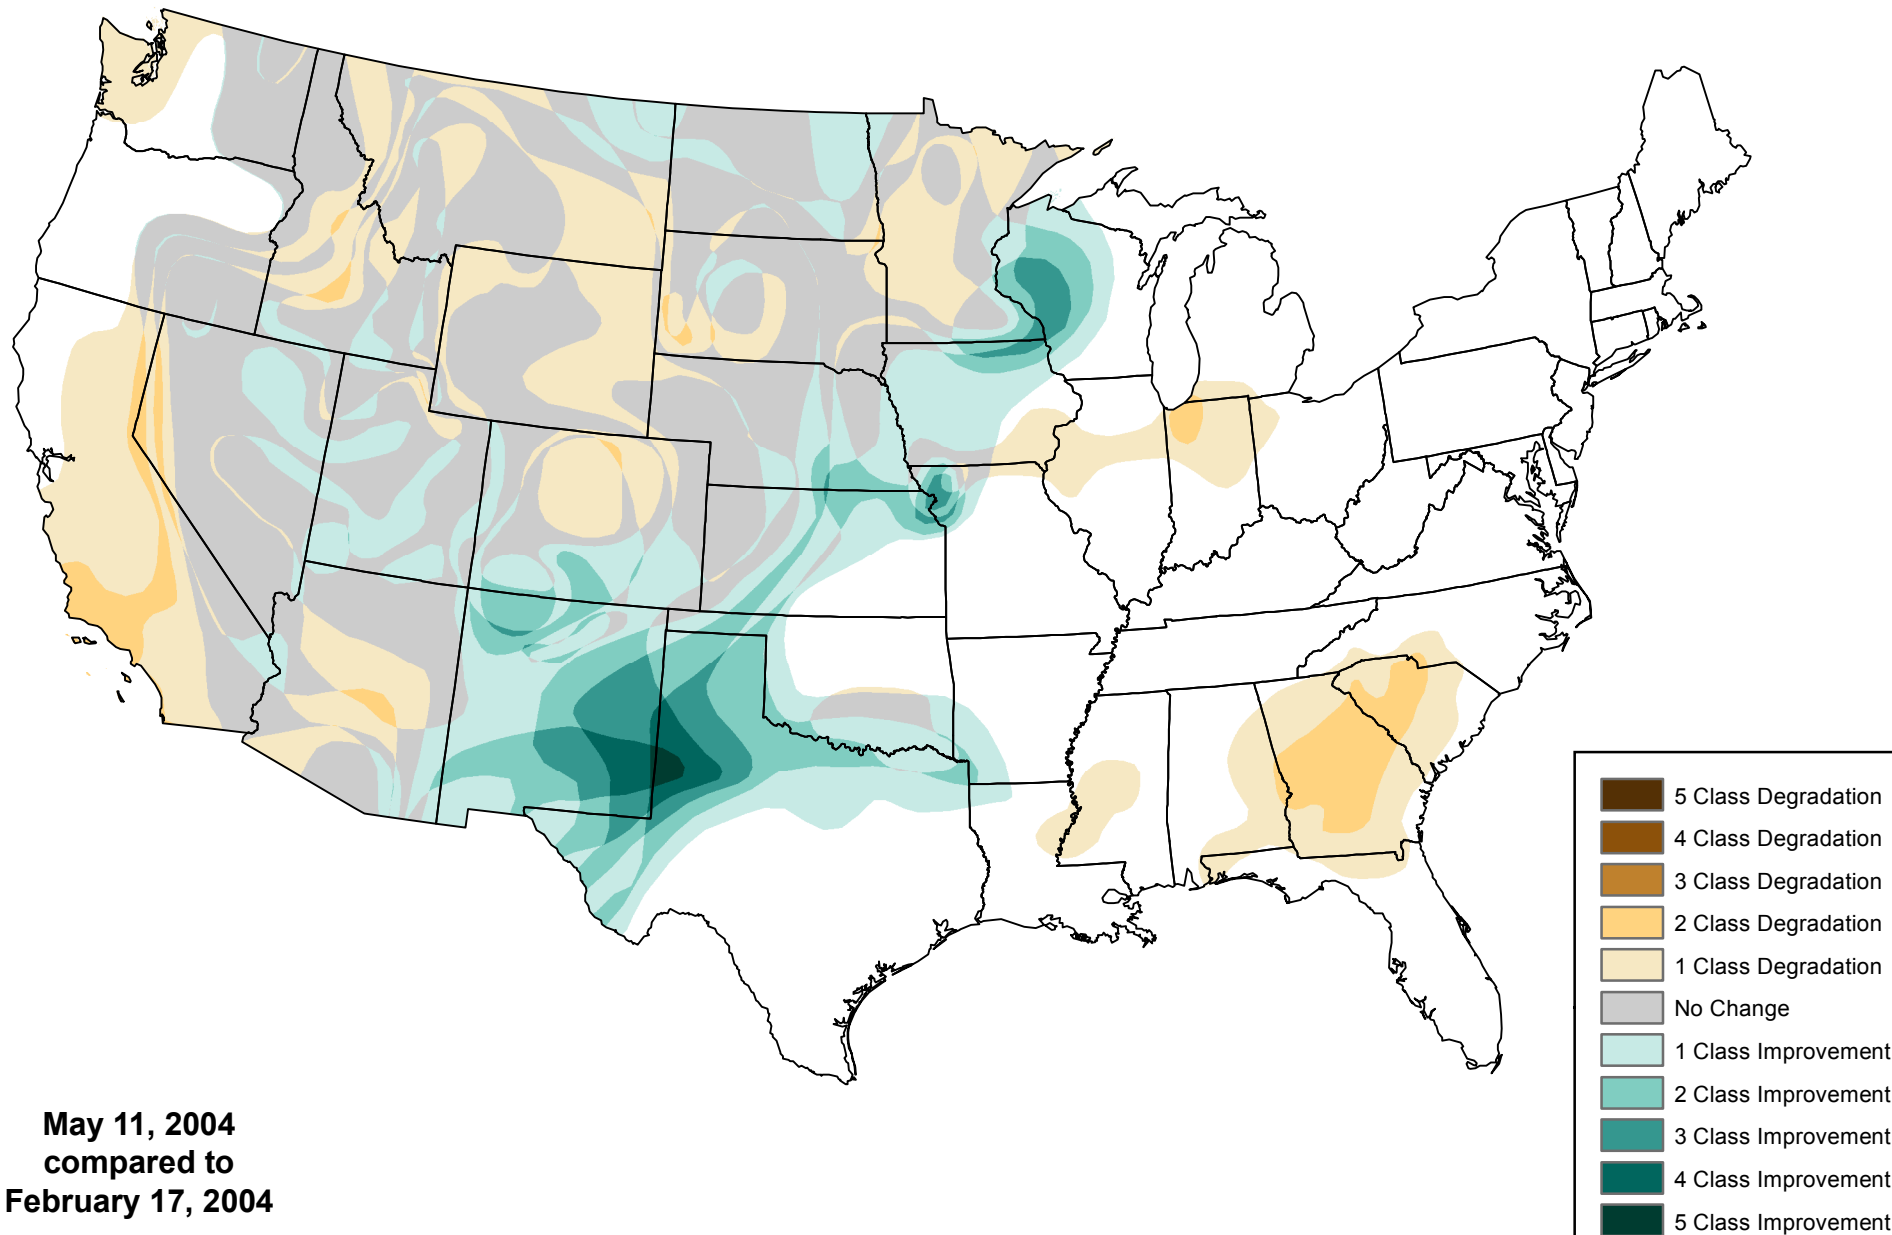 5 Class Degradation
4 Class Degradation
3 Class Degradation
2 Class Degradation
1 Class Degradation
No Change
1 Class Improvement
2 Class Improvement
3 Class Improvement
4 Class Improvement
5 Class Improvement
May 11, 2004
compared to
February 17, 2004